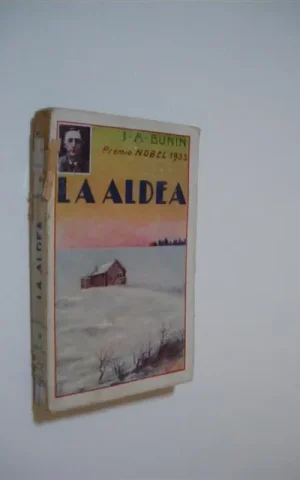 I·A·BUNIN
Premio NOBEL 1933
LA ALDEA
LA ALDEA